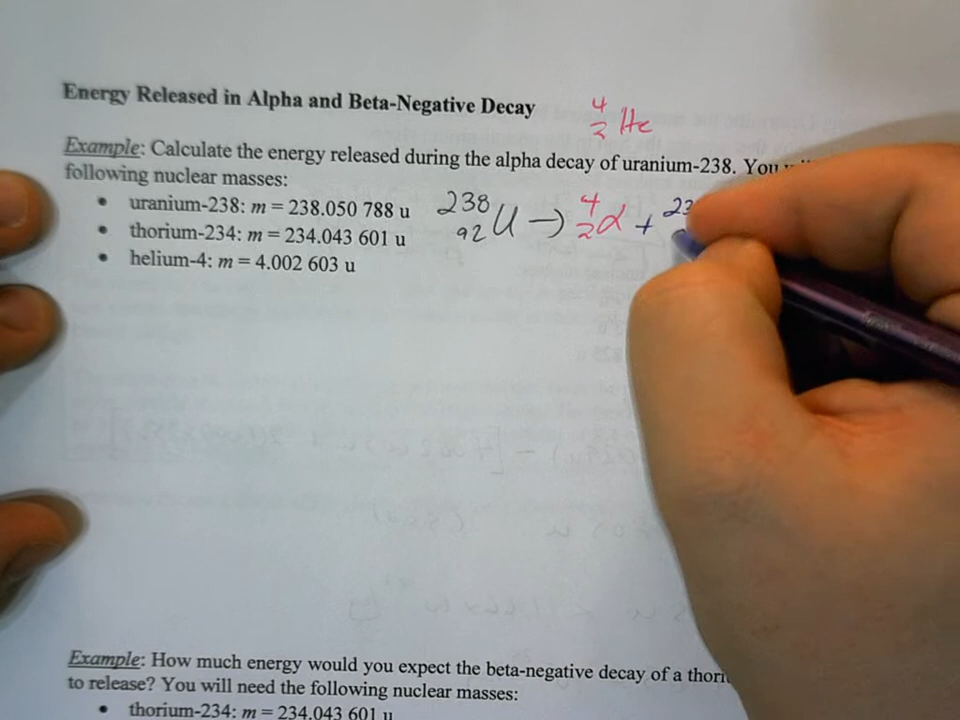 Energy Released in Alpha and Beta-Negative Decay
4 2 He
Example: Calculate the energy released during the alpha decay of uranium-238. You
following nuclear masses:
• uranium-238: m = 238.050 788 u
238 92 U → 4 2 α + 23
• thorium-234: m = 234.043 601 u
• helium-4: m = 4.002 603 u
Example: How much energy would you expect the beta-negative decay of a
to release? You will need the following nuclear masses:
• thorium-234: m = 234.043 601 u